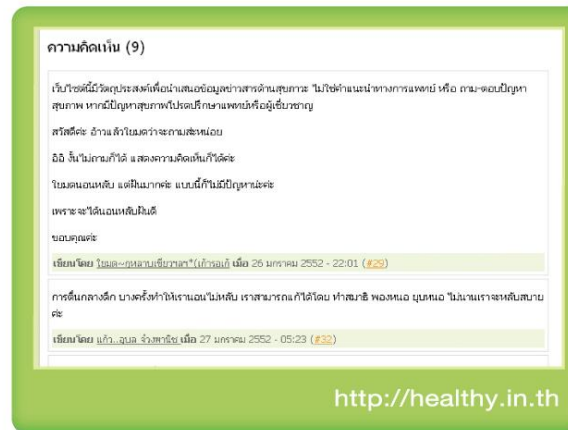 ความคิดเห็น (9)
เว็บไซต์นี้มีวัตถุประสงค์เพื่อนำเสนอข้อมูลข่าวสารด้านสุขภาวะ ไม่ใช่คำแนะนำทางการแพทย์ หรือ ถาม-ตอบปัญหา
สุขภาพ หากมีปัญหาสุขภาพโปรดปรึกษาแพทย์หรือผู้เชี่ยวชาญ
สวัสดีค่ะ อ้าวแล้วใยมดว่าจะถามสะหน่อย
อิอิ งั้นไม่ถามก็ได้ แสดงความคิดเห็นก็ได้ค่ะ
ใยมดนอนหลับ แต่ฝันมากค่ะ แบบนี้ก็ไม่มีปัญหาน่ะค่ะ
เพราะจะได้นอนหลับฝันดี
ขอบคุณค่ะ
เขียนโดย ใยมด~กุหลาบเขียวฯลฯ*(เก้ารอเก้ เมื่อ 26 มกราคม 2552 - 22:01 (#29)
การตื่นกลางดึก บางครั้งทำให้เรานอนไม่หลับ เราสามารถแก้ได้โดย ทำสมาธิ พองหนอ ยุบหนอ ไม่นานเราจะหลับสบาย
ค่ะ
เขียนโดย แก้ว..อุบล จ๋วงพานิช เมื่อ 27 มกราคม 2552 - 05:23 (#32)
http://healthy.in.th